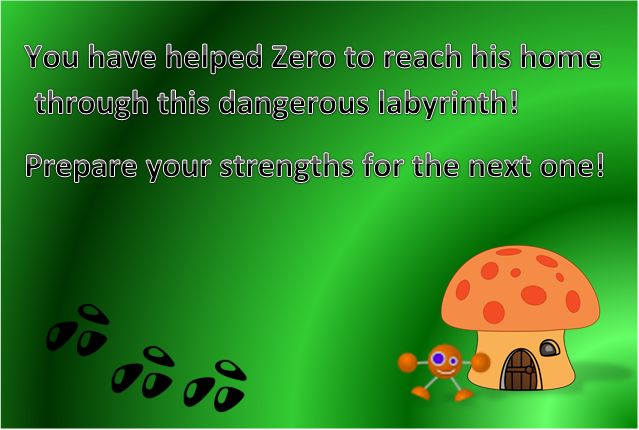 You have helped Zero to reach his home
through this dangerous labyrinth!
Prepare your strengths for the next one!